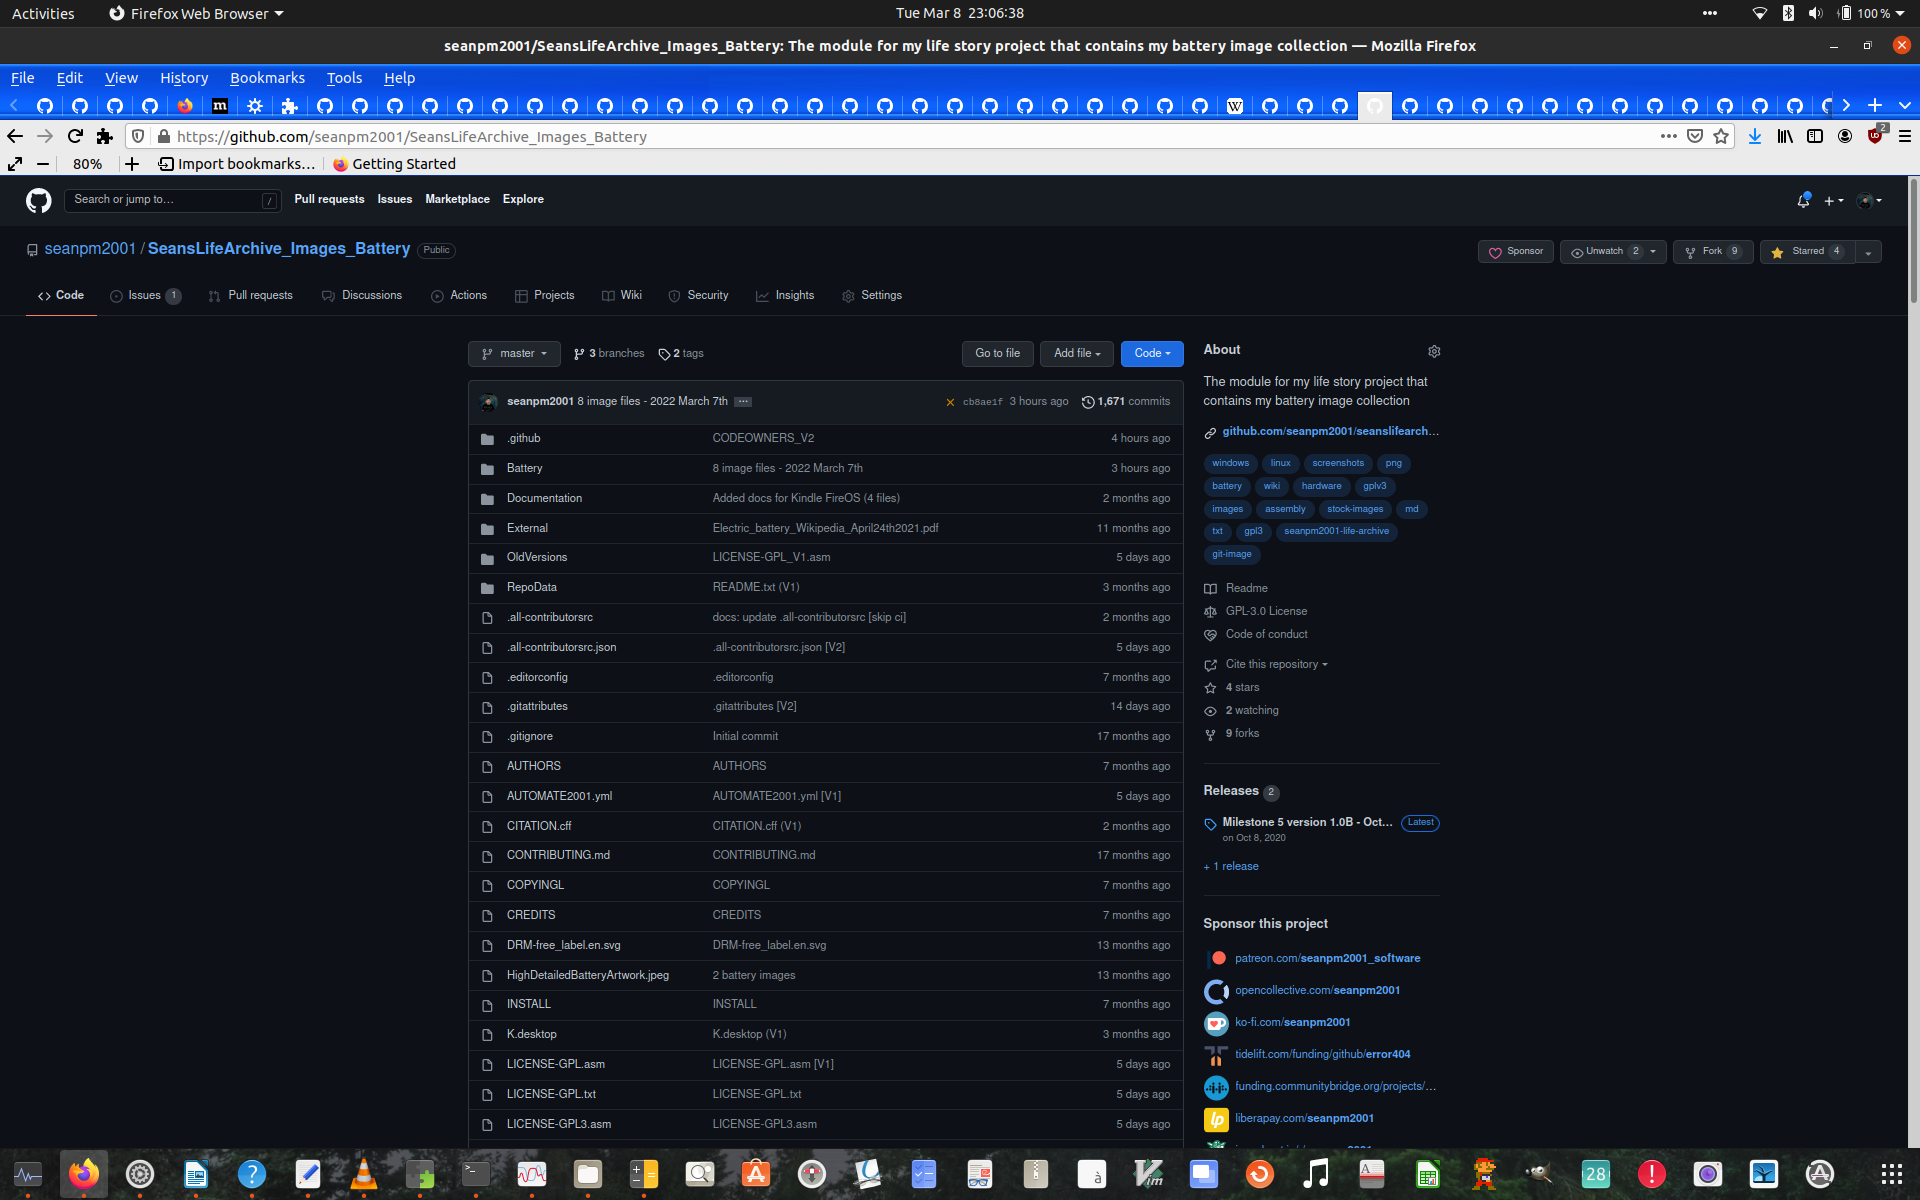 Activities Firefox Web Browser Tue Mar 8 23:06:38 100 %
seanpm2001/SeansLifeArchive_Images_Battery: The module for my life story project that contains my battery image collection — Mozilla Firefox
File Edit View History Bookmarks Tools Help
https://github.com/seanpm2001/SeansLifeArchive_Images_Battery 2
80% Import bookmarks… Getting Started
Search or jump to… / Pull requests Issues Marketplace Explore
seanpm2001 / SeansLifeArchive_Images_Battery Public Sponsor Unwatch 2 Fork 9 Starred 4
Code Issues 1 Pull requests Discussions Actions Projects Wiki Security Insights Settings
master 3 branches 2 tags Go to file Add file Code
seanpm2001 8 image files - 2022 March 7th cb8ae1f 3 hours ago 1,671 commits
.github CODEOWNERS_V2 4 hours ago
Battery 8 image files - 2022 March 7th 3 hours ago
Documentation Added docs for Kindle FireOS (4 files) 2 months ago
External Electric_battery_Wikipedia_April24th2021.pdf 11 months ago
OldVersions LICENSE-GPL_V1.asm 5 days ago
RepoData README.txt (V1) 3 months ago
.all-contributorsrc docs: update .all-contributorsrc [skip ci] 2 months ago
.all-contributorsrc.json .all-contributorsrc.json [V2] 5 days ago
.editorconfig .editorconfig 7 months ago
.gitattributes .gitattributes [V2] 14 days ago
.gitignore Initial commit 17 months ago
AUTHORS AUTHORS 7 months ago
AUTOMATE2001.yml AUTOMATE2001.yml [V1] 5 days ago
CITATION.cff CITATION.cff (V1) 2 months ago
CONTRIBUTING.md CONTRIBUTING.md 17 months ago
COPYINGL COPYINGL 7 months ago
CREDITS CREDITS 7 months ago
DRM-free_label.en.svg DRM-free_label.en.svg 13 months ago
HighDetailedBatteryArtwork.jpeg 2 battery images 13 months ago
INSTALL INSTALL 7 months ago
K.desktop K.desktop (V1) 3 months ago
LICENSE-GPL.asm LICENSE-GPL.asm [V1] 5 days ago
LICENSE-GPL.txt LICENSE-GPL.txt 5 days ago
LICENSE-GPL3.asm LICENSE-GPL3.asm 5 days ago
About
The module for my life story project that
contains my battery image collection
github.com/seanpm2001/seanslifearch…
windows linux screenshots png
battery wiki hardware gplv3
images assembly stock-images md
txt gpl3 seanpm2001-life-archive
git-image
Readme
GPL-3.0 License
Code of conduct
Cite this repository
4 stars
2 watching
9 forks
Releases 2
Milestone 5 version 1.0B - Oct… Latest
on Oct 8, 2020
+ 1 release
Sponsor this project
patreon.com/seanpm2001_software
opencollective.com/seanpm2001
ko-fi.com/seanpm2001
tidelift.com/funding/github/error404
funding.communitybridge.org/projects/…
liberapay.com/seanpm2001
28